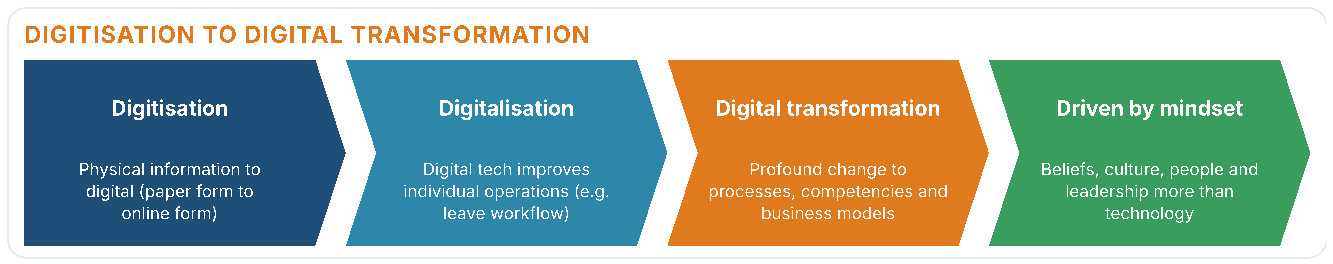 DIGITISATION TO DIGITAL TRANSFORMATION
Digitisation
Physical information to
digital (paper form to
online form)
Digitalisation
Digital tech improves
individual operations (e.g.
leave workflow)
Digital transformation
Profound change to
processes, competencies and
business models
Driven by mindset
Beliefs, culture, people and
leadership more than
technology